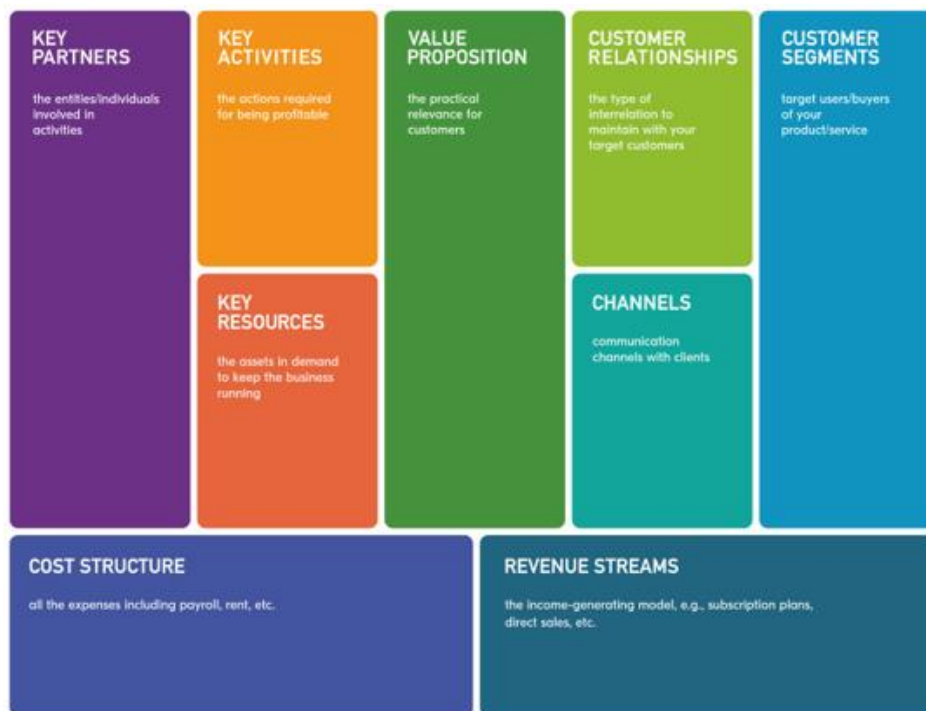 KEY
PARTNERS
the entities/individuals
involved in
activities
KEY
ACTIVITIES
the actions required
for being profitable
KEY
RESOURCES
the assets in demand
to keep the business
running
VALUE
PROPOSITION
the practical
relevance for
customers
CUSTOMER
RELATIONSHIPS
the type of
interrelation to
maintain with your
target customers
CHANNELS
communication
channels with clients
CUSTOMER
SEGMENTS
target users/buyers
of your
product/service
COST STRUCTURE
all the expenses including payroll, rent, etc.
REVENUE STREAMS
the income-generating model, e.g., subscription plans,
direct sales, etc.